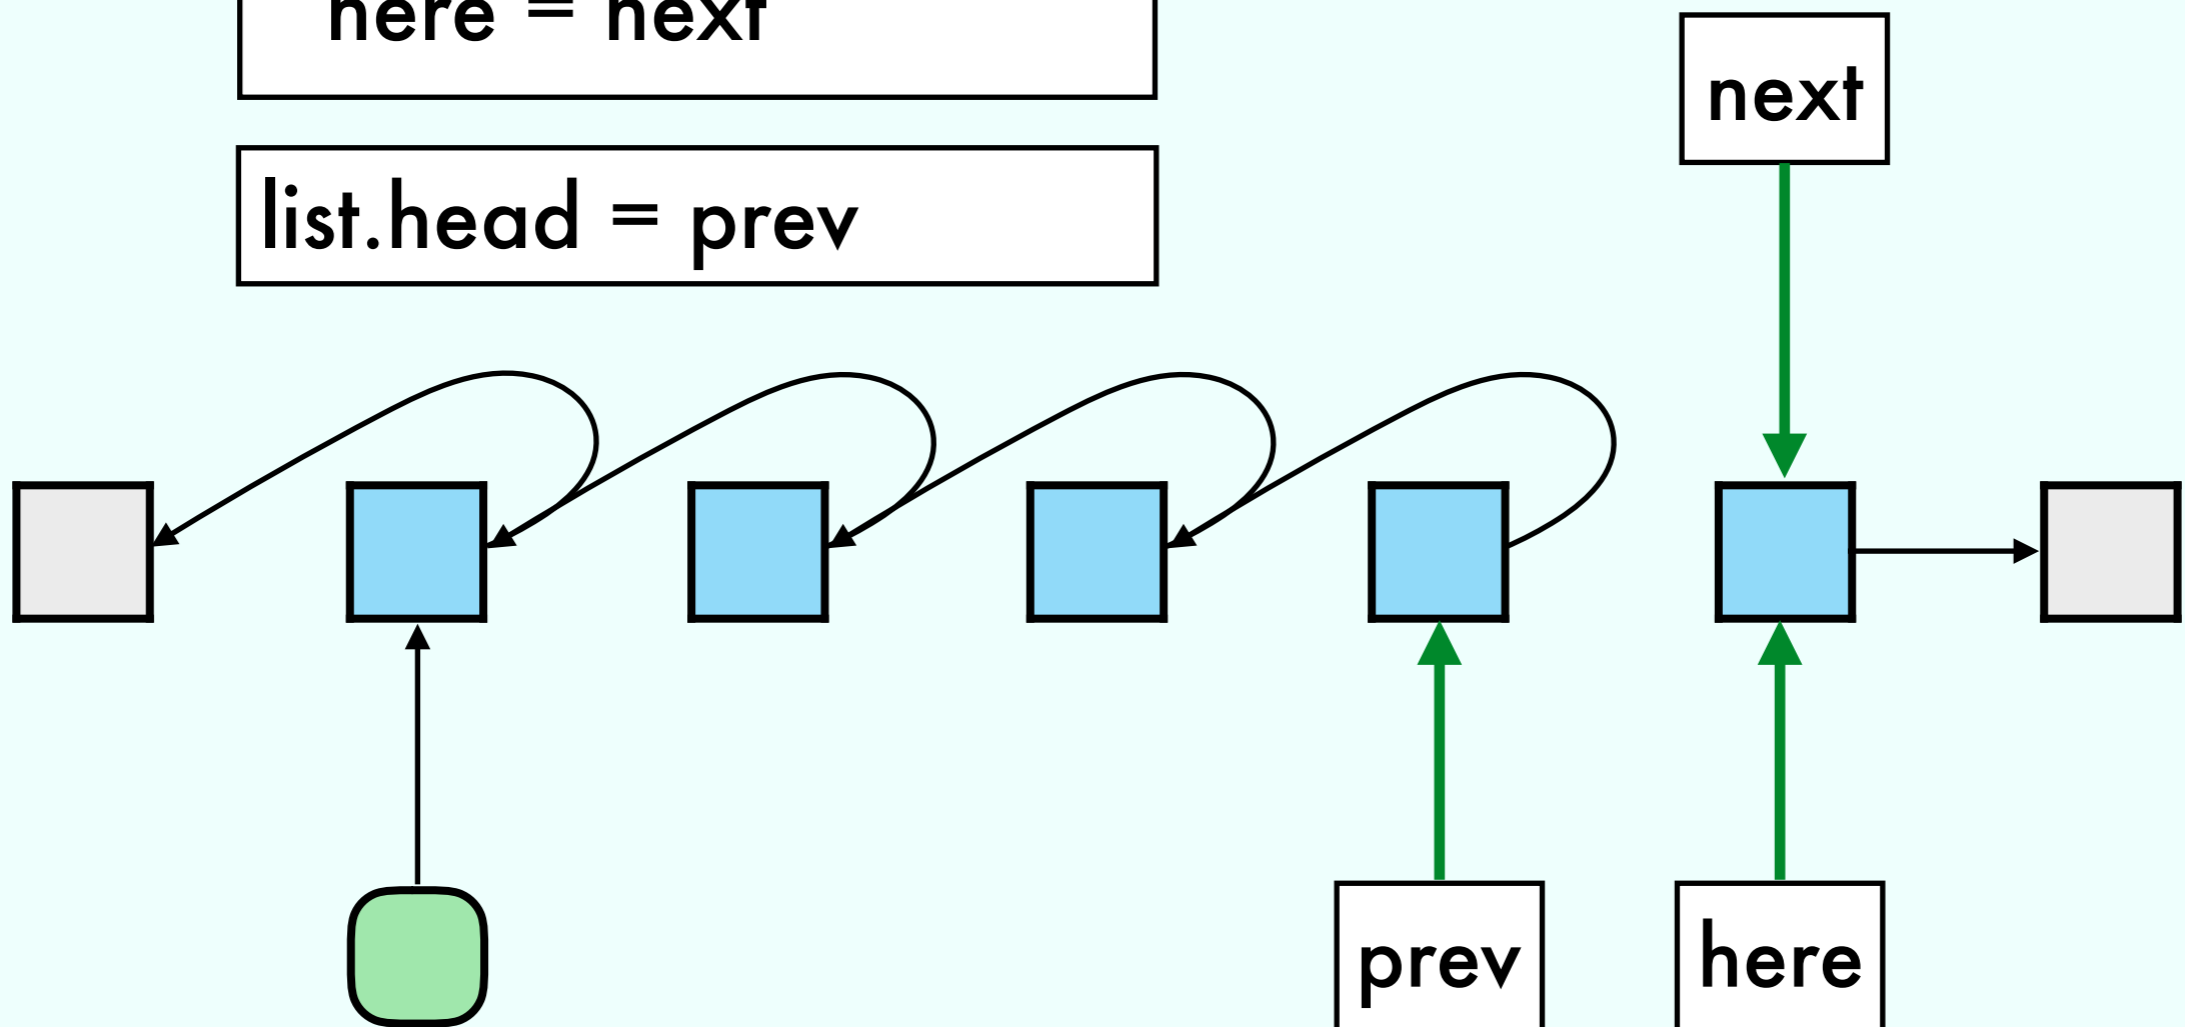 here = next
next
list.head = prev
prev
here